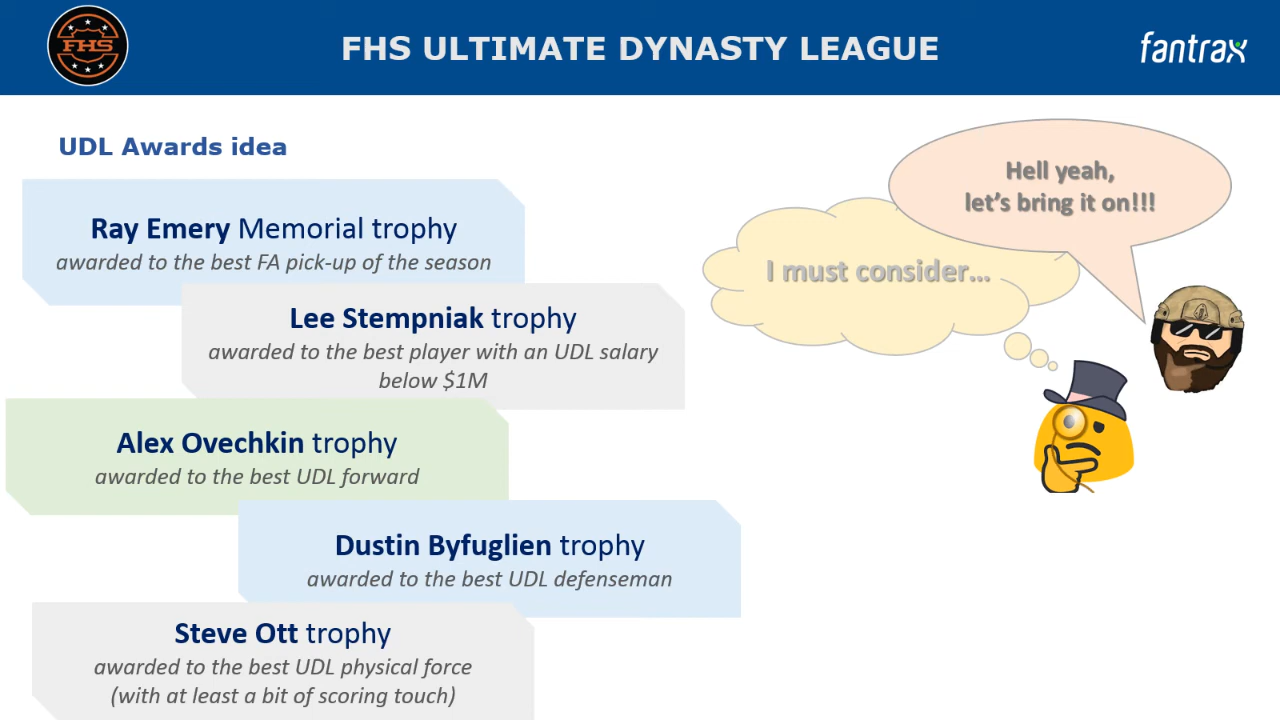 FHS
FHS ULTIMATE DYNASTY LEAGUE
fantrax
UDL Awards idea
Hell yeah,
let's bring it on!!!
I must consider...
Ray Emery Memorial trophy
awarded to the best FA pick-up of the season
Lee Stempniak trophy
awarded to the best player with an UDL salary
below $1M
Alex Ovechkin trophy
awarded to the best UDL forward
Dustin Byfuglien trophy
awarded to the best UDL defenseman
Steve Ott trophy
awarded to the best UDL physical force
(with at least a bit of scoring touch)